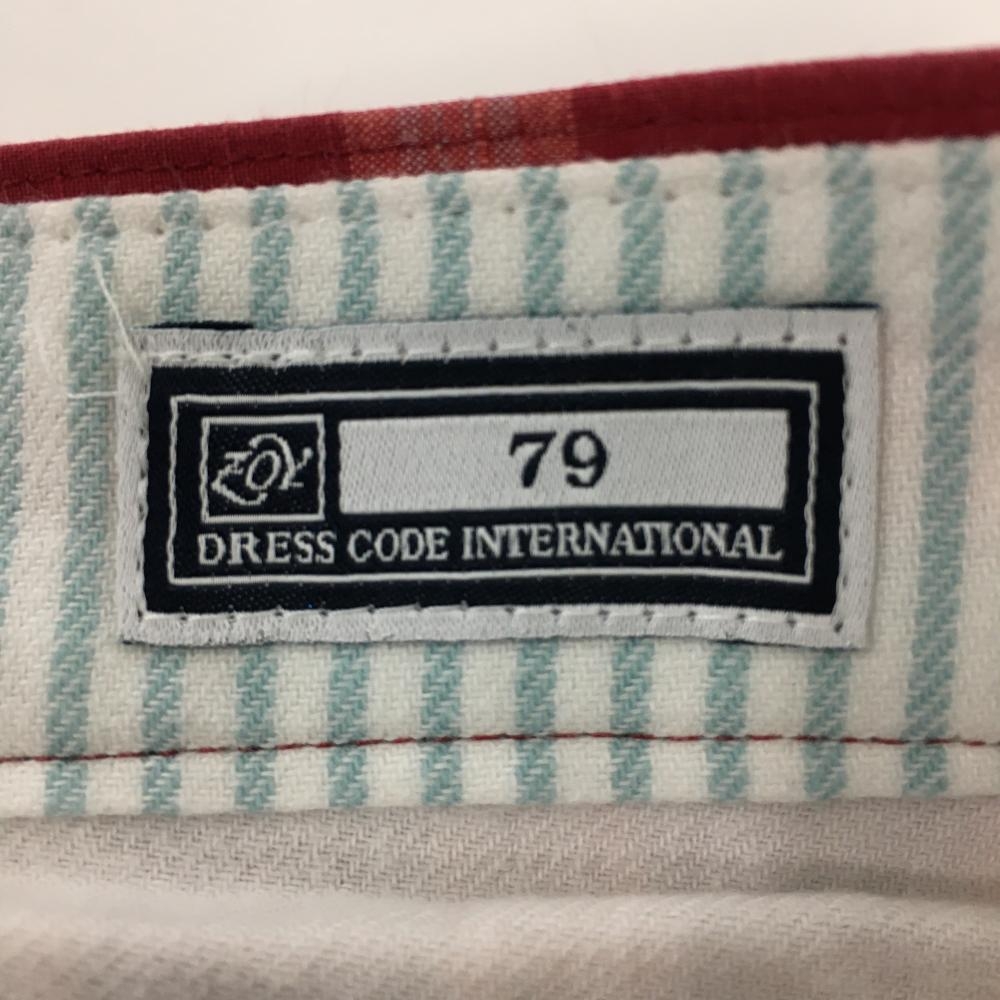 ZOY
79
DRESS CODE INTERNATIONAL